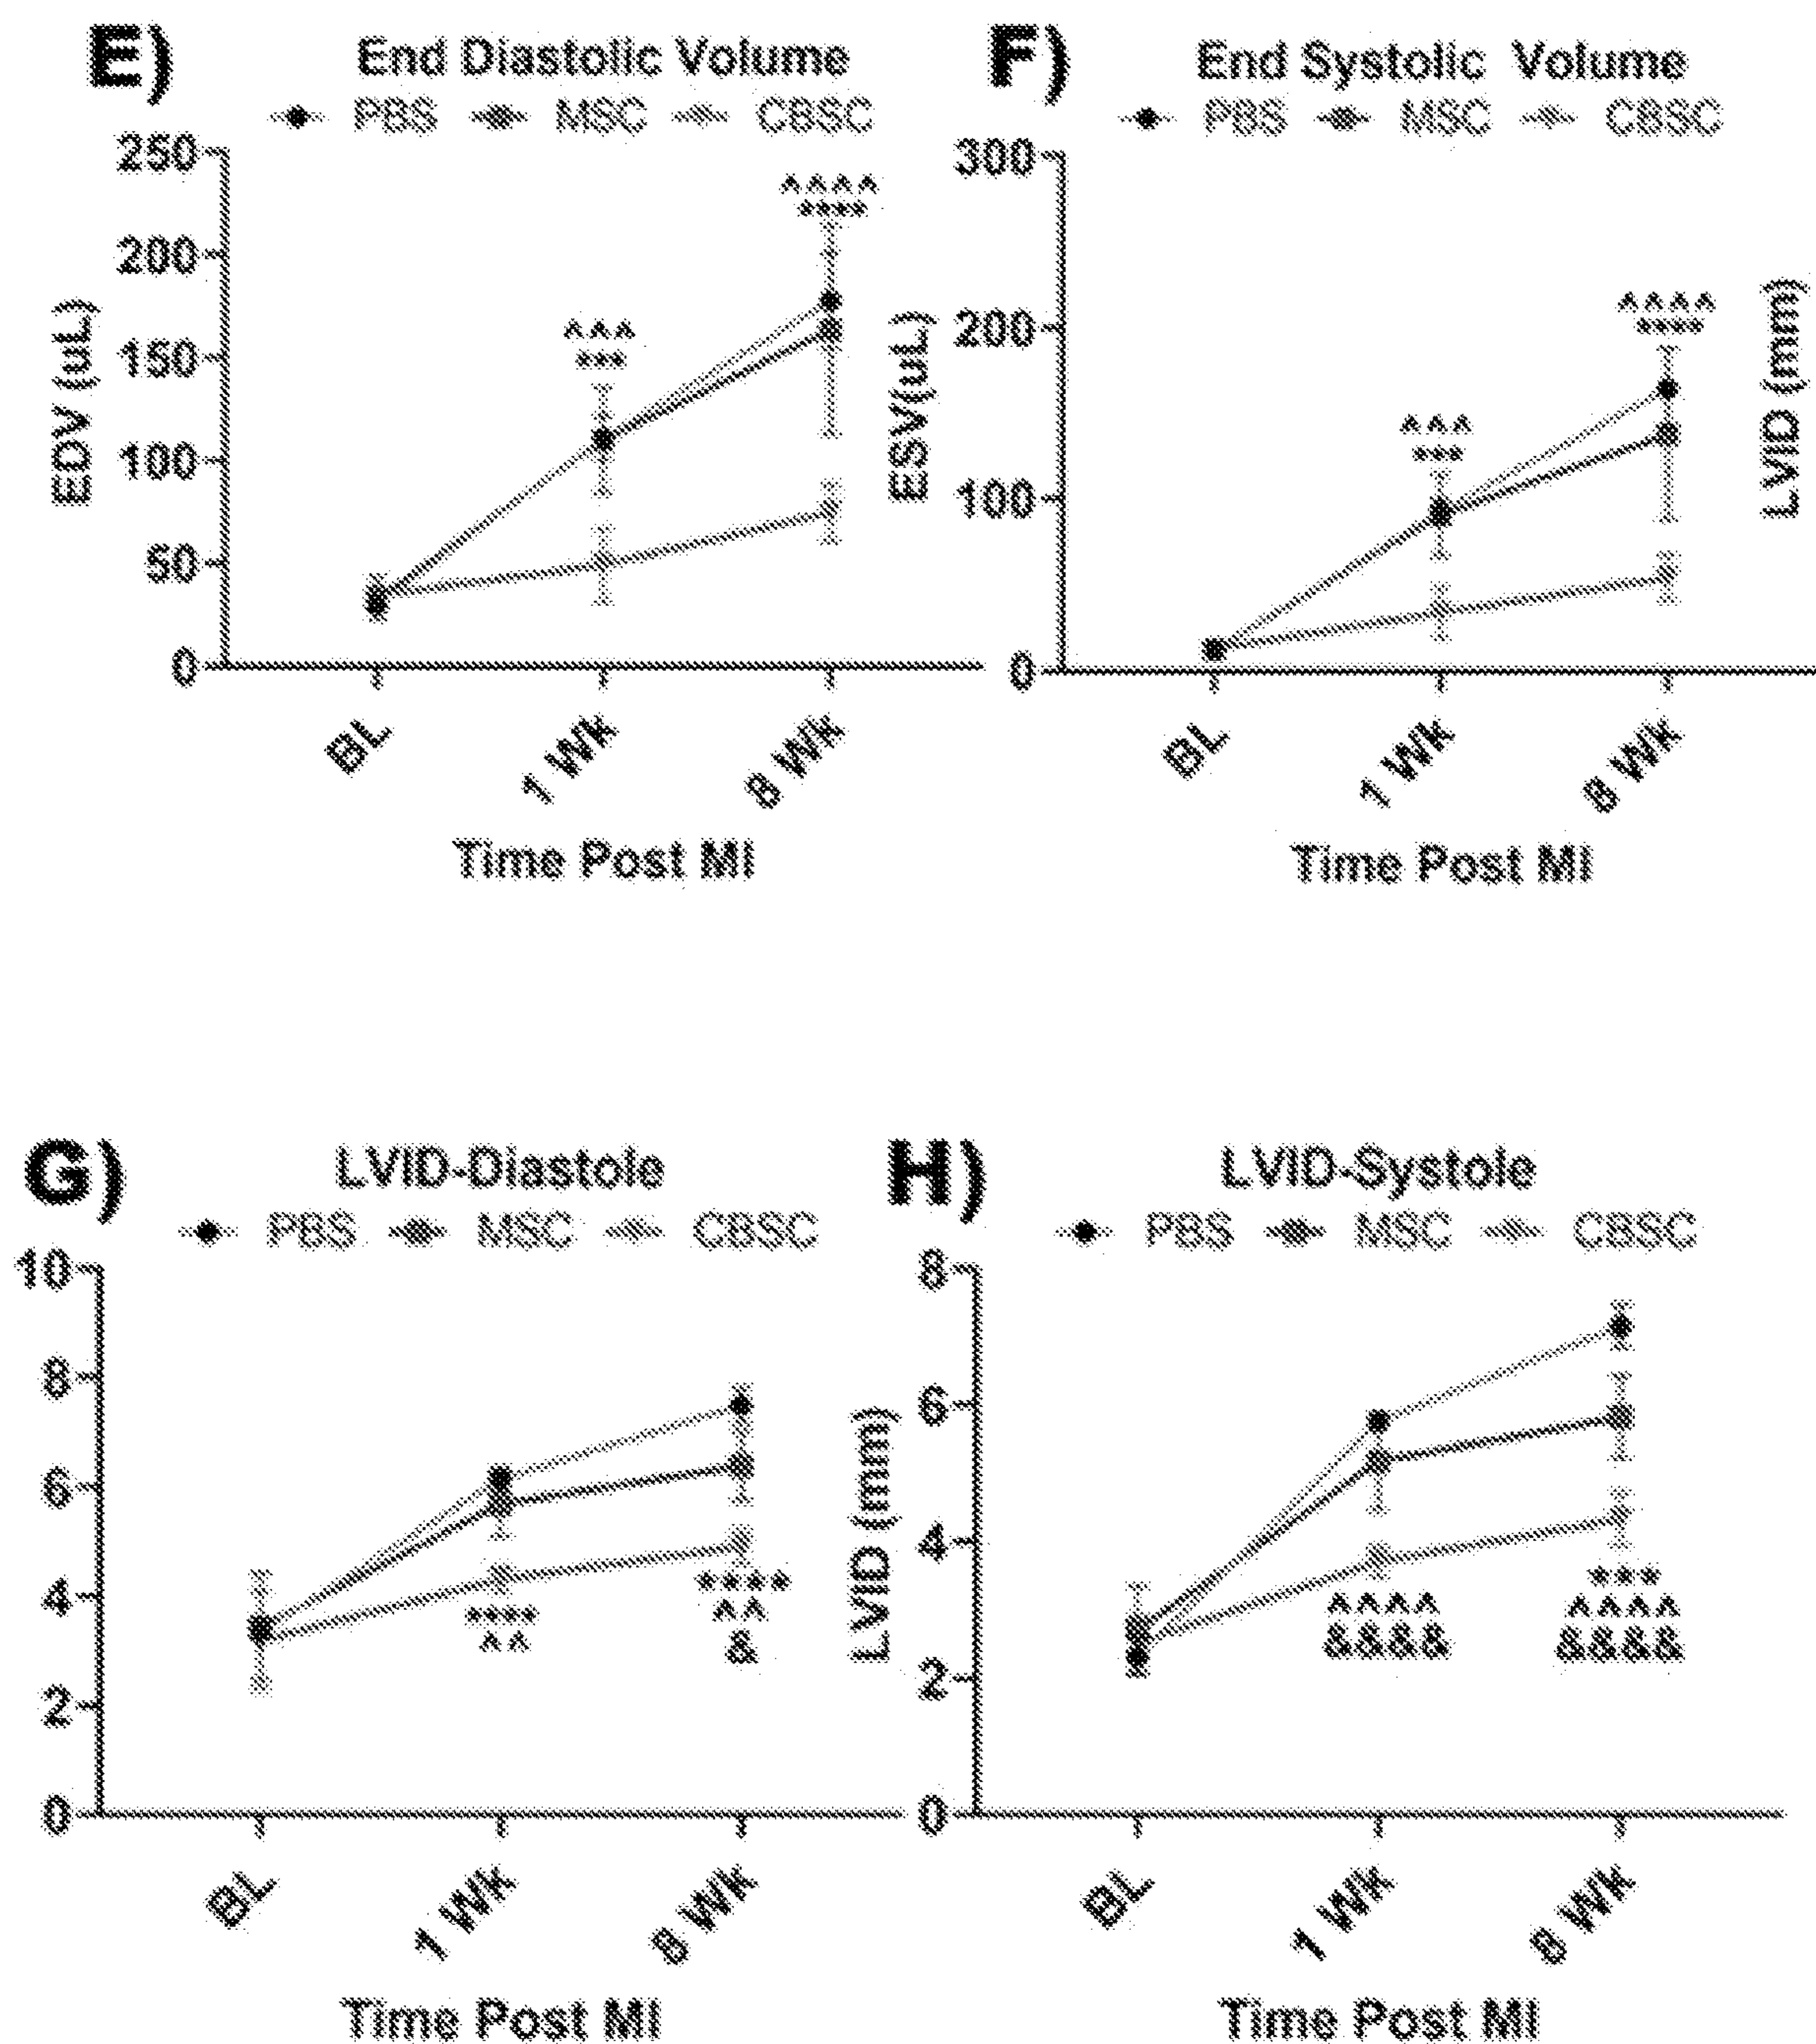 E) End Diastolic Volume
PBS MSC CBSC
250
200
150
100
50
0
EDV (uL)
^^^
***
^^^^
****
BL
1 Wk
8 Wk
Time Post MI
F) End Systolic Volume
PBS MSC CBSC
300
200
100
0
ESV(uL)
^^^
***
^^^^
****
BL
1 Wk
8 Wk
Time Post MI
LVID (mm)
G) LVID-Diastole
PBS MSC CBSC
10
8
6
4
2
0
****
^^
****
^^
&
BL
1 Wk
8 Wk
Time Post MI
H) LVID-Systole
PBS MSC CBSC
8
6
4
2
0
LVID (mm)
^^^^
&&&&
***
^^^^
&&&&
BL
1 Wk
8 Wk
Time Post MI